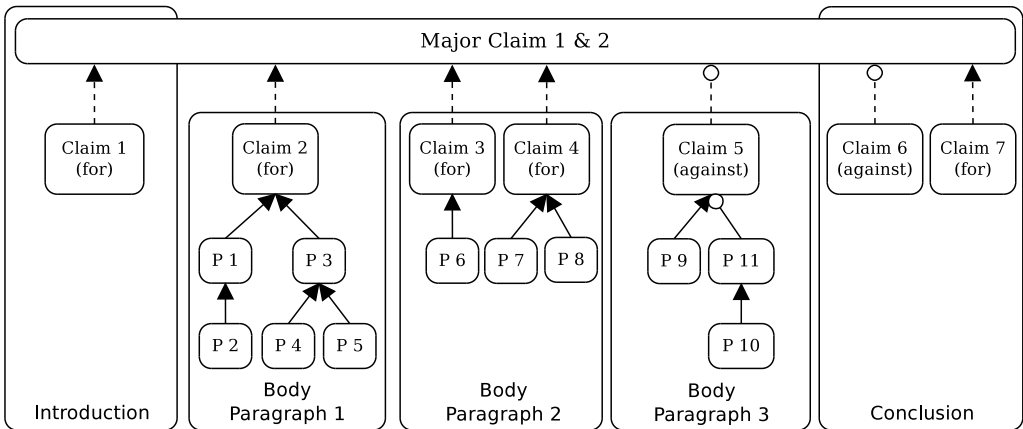 Major Claim 1 & 2
Claim 1
(for)
Introduction
Claim 2
(for)
P 1
P 3
P 2
P 4
P 5
Body
Paragraph 1
Claim 3
(for)
Claim 4
(for)
P 6
P 7
P 8
Body
Paragraph 2
Claim 5
(against)
P 9
P 11
P 10
Body
Paragraph 3
Claim 6
(against)
Claim 7
(for)
Conclusion